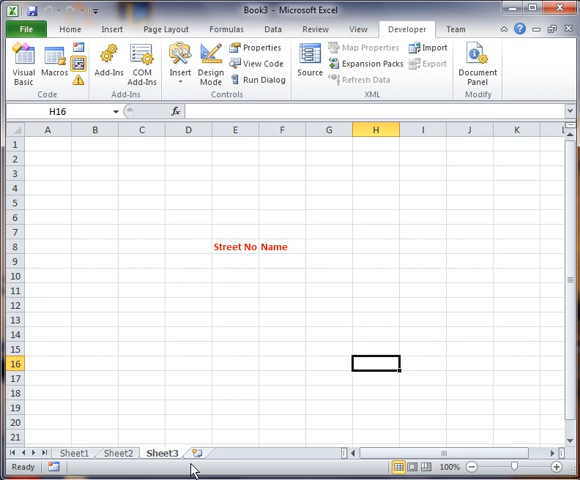 Book3 - Microsoft Excel
File Home Insert Page Layout Formulas Data Review View Developer Team
Visual Basic Macros Add-Ins COM Add-Ins Insert Design Mode Properties View Code Run Dialog Source Map Properties Expansion Packs Refresh Data Import Export Document Panel
Code Add-Ins Controls XML Modify
H16 fx
A B C D E F G H I J K L
1
2
3
4
5
6
7
8 Street No Name
9
10
11
12
13
14
15
16
17
18
19
20
21
Sheet1 Sheet2 Sheet3
Ready 100%